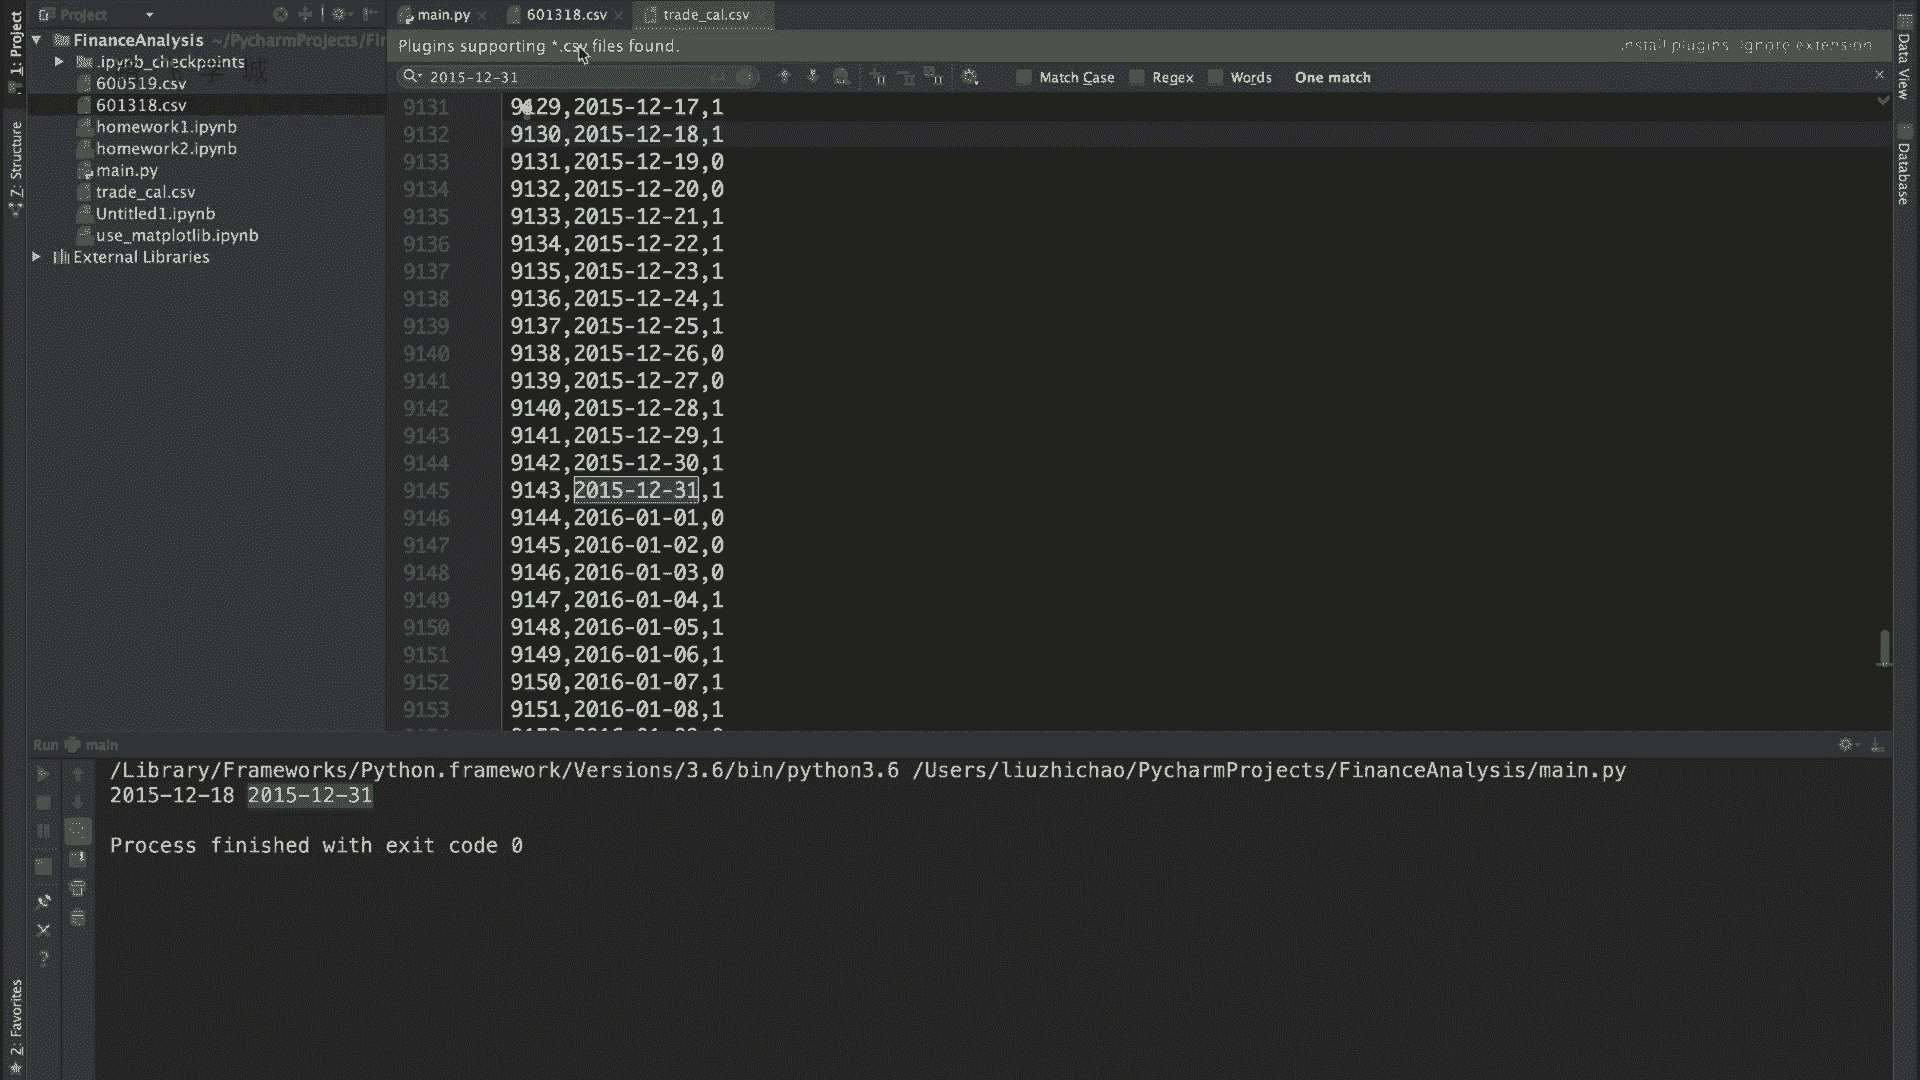 Project
main.py
601318.csv
trade_cal.csv
1: Project
FinanceAnalysis ~/PycharmProjects/Fi
.ipynb_checkpoints
600519.csv
601318.csv
homework1.ipynb
homework2.ipynb
main.py
trade_cal.csv
Untitled1.ipynb
use_matplotlib.ipynb
External Libraries
Z: Structure
2: Favorites
Data View
Database
Plugins supporting *.csv files found.
Install plugins Ignore extension
2015-12-31
Match Case Regex Words One match
9131 9129,2015-12-17,1
9132 9130,2015-12-18,1
9133 9131,2015-12-19,0
9134 9132,2015-12-20,0
9135 9133,2015-12-21,1
9136 9134,2015-12-22,1
9137 9135,2015-12-23,1
9138 9136,2015-12-24,1
9139 9137,2015-12-25,1
9140 9138,2015-12-26,0
9141 9139,2015-12-27,0
9142 9140,2015-12-28,1
9143 9141,2015-12-29,1
9144 9142,2015-12-30,1
9145 9143,2015-12-31,1
9146 9144,2016-01-01,0
9147 9145,2016-01-02,0
9148 9146,2016-01-03,0
9149 9147,2016-01-04,1
9150 9148,2016-01-05,1
9151 9149,2016-01-06,1
9152 9150,2016-01-07,1
9153 9151,2016-01-08,1
Run main
/Library/Frameworks/Python.framework/Versions/3.6/bin/python3.6 /Users/liuzhichao/PycharmProjects/FinanceAnalysis/main.py
2015-12-18 2015-12-31
Process finished with exit code 0